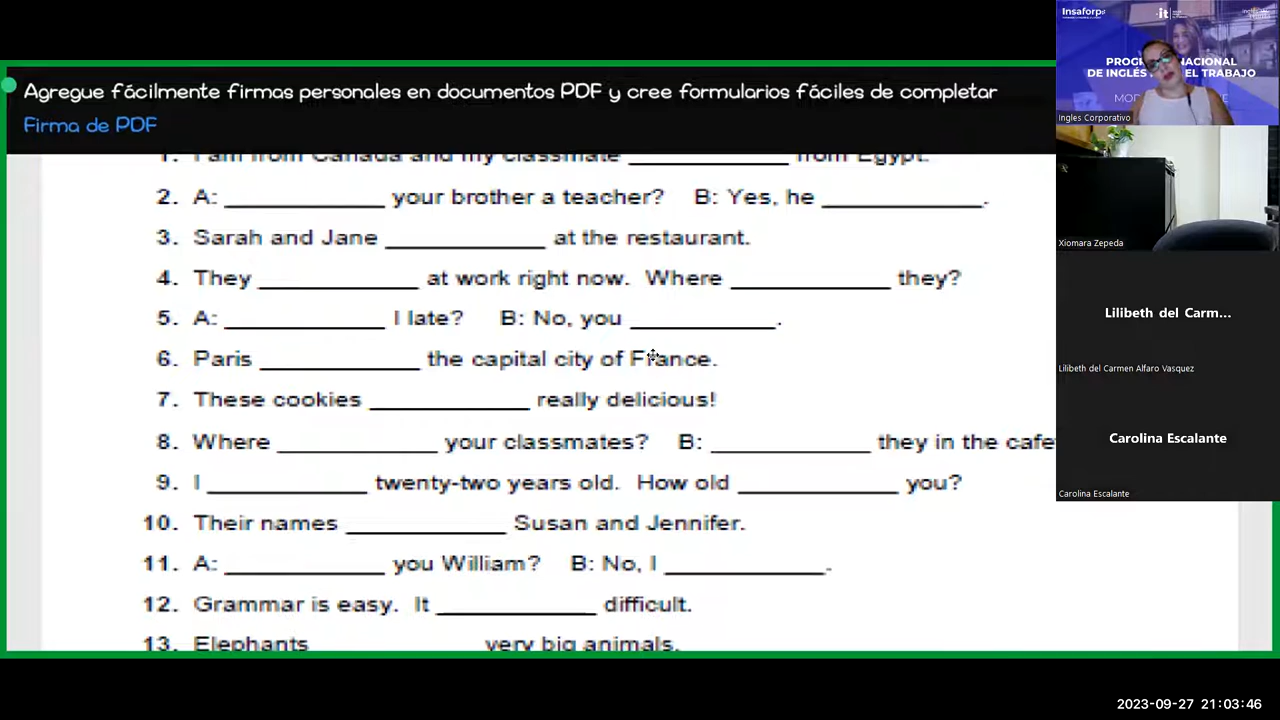 Agregue fácilmente firmas personales en documentos PDF y cree formularios fáciles de completar
Firma de PDF
1. I am from Canada and my classmate ____________ from Egypt.
2. A: ____________ your brother a teacher? B: Yes, he ____________.
3. Sarah and Jane ____________ at the restaurant.
4. They ____________ at work right now. Where ____________ they?
5. A: ____________ I late? B: No, you ___________.
6. Paris ____________ the capital city of France.
7. These cookies ____________ really delicious!
8. Where ____________ your classmates? B: ____________ they in the cafe
9. I ____________ twenty-two years old. How old ____________ you?
10. Their names ____________ Susan and Jennifer.
11. A: ____________ you William? B: No, I ____________.
12. Grammar is easy. It ____________ difficult.
13. Elephants ____________ very big animals.
Insaforp
it
NACIONAL
DE INGLÉS EL TRABAJO
Ingles Corporativo
Xiomara Zepeda
Lilibeth del Carm...
Lilibeth del Carmen Alfaro Vasquez
Carolina Escalante
Carolina Escalante
2023-09-27 21:03:46